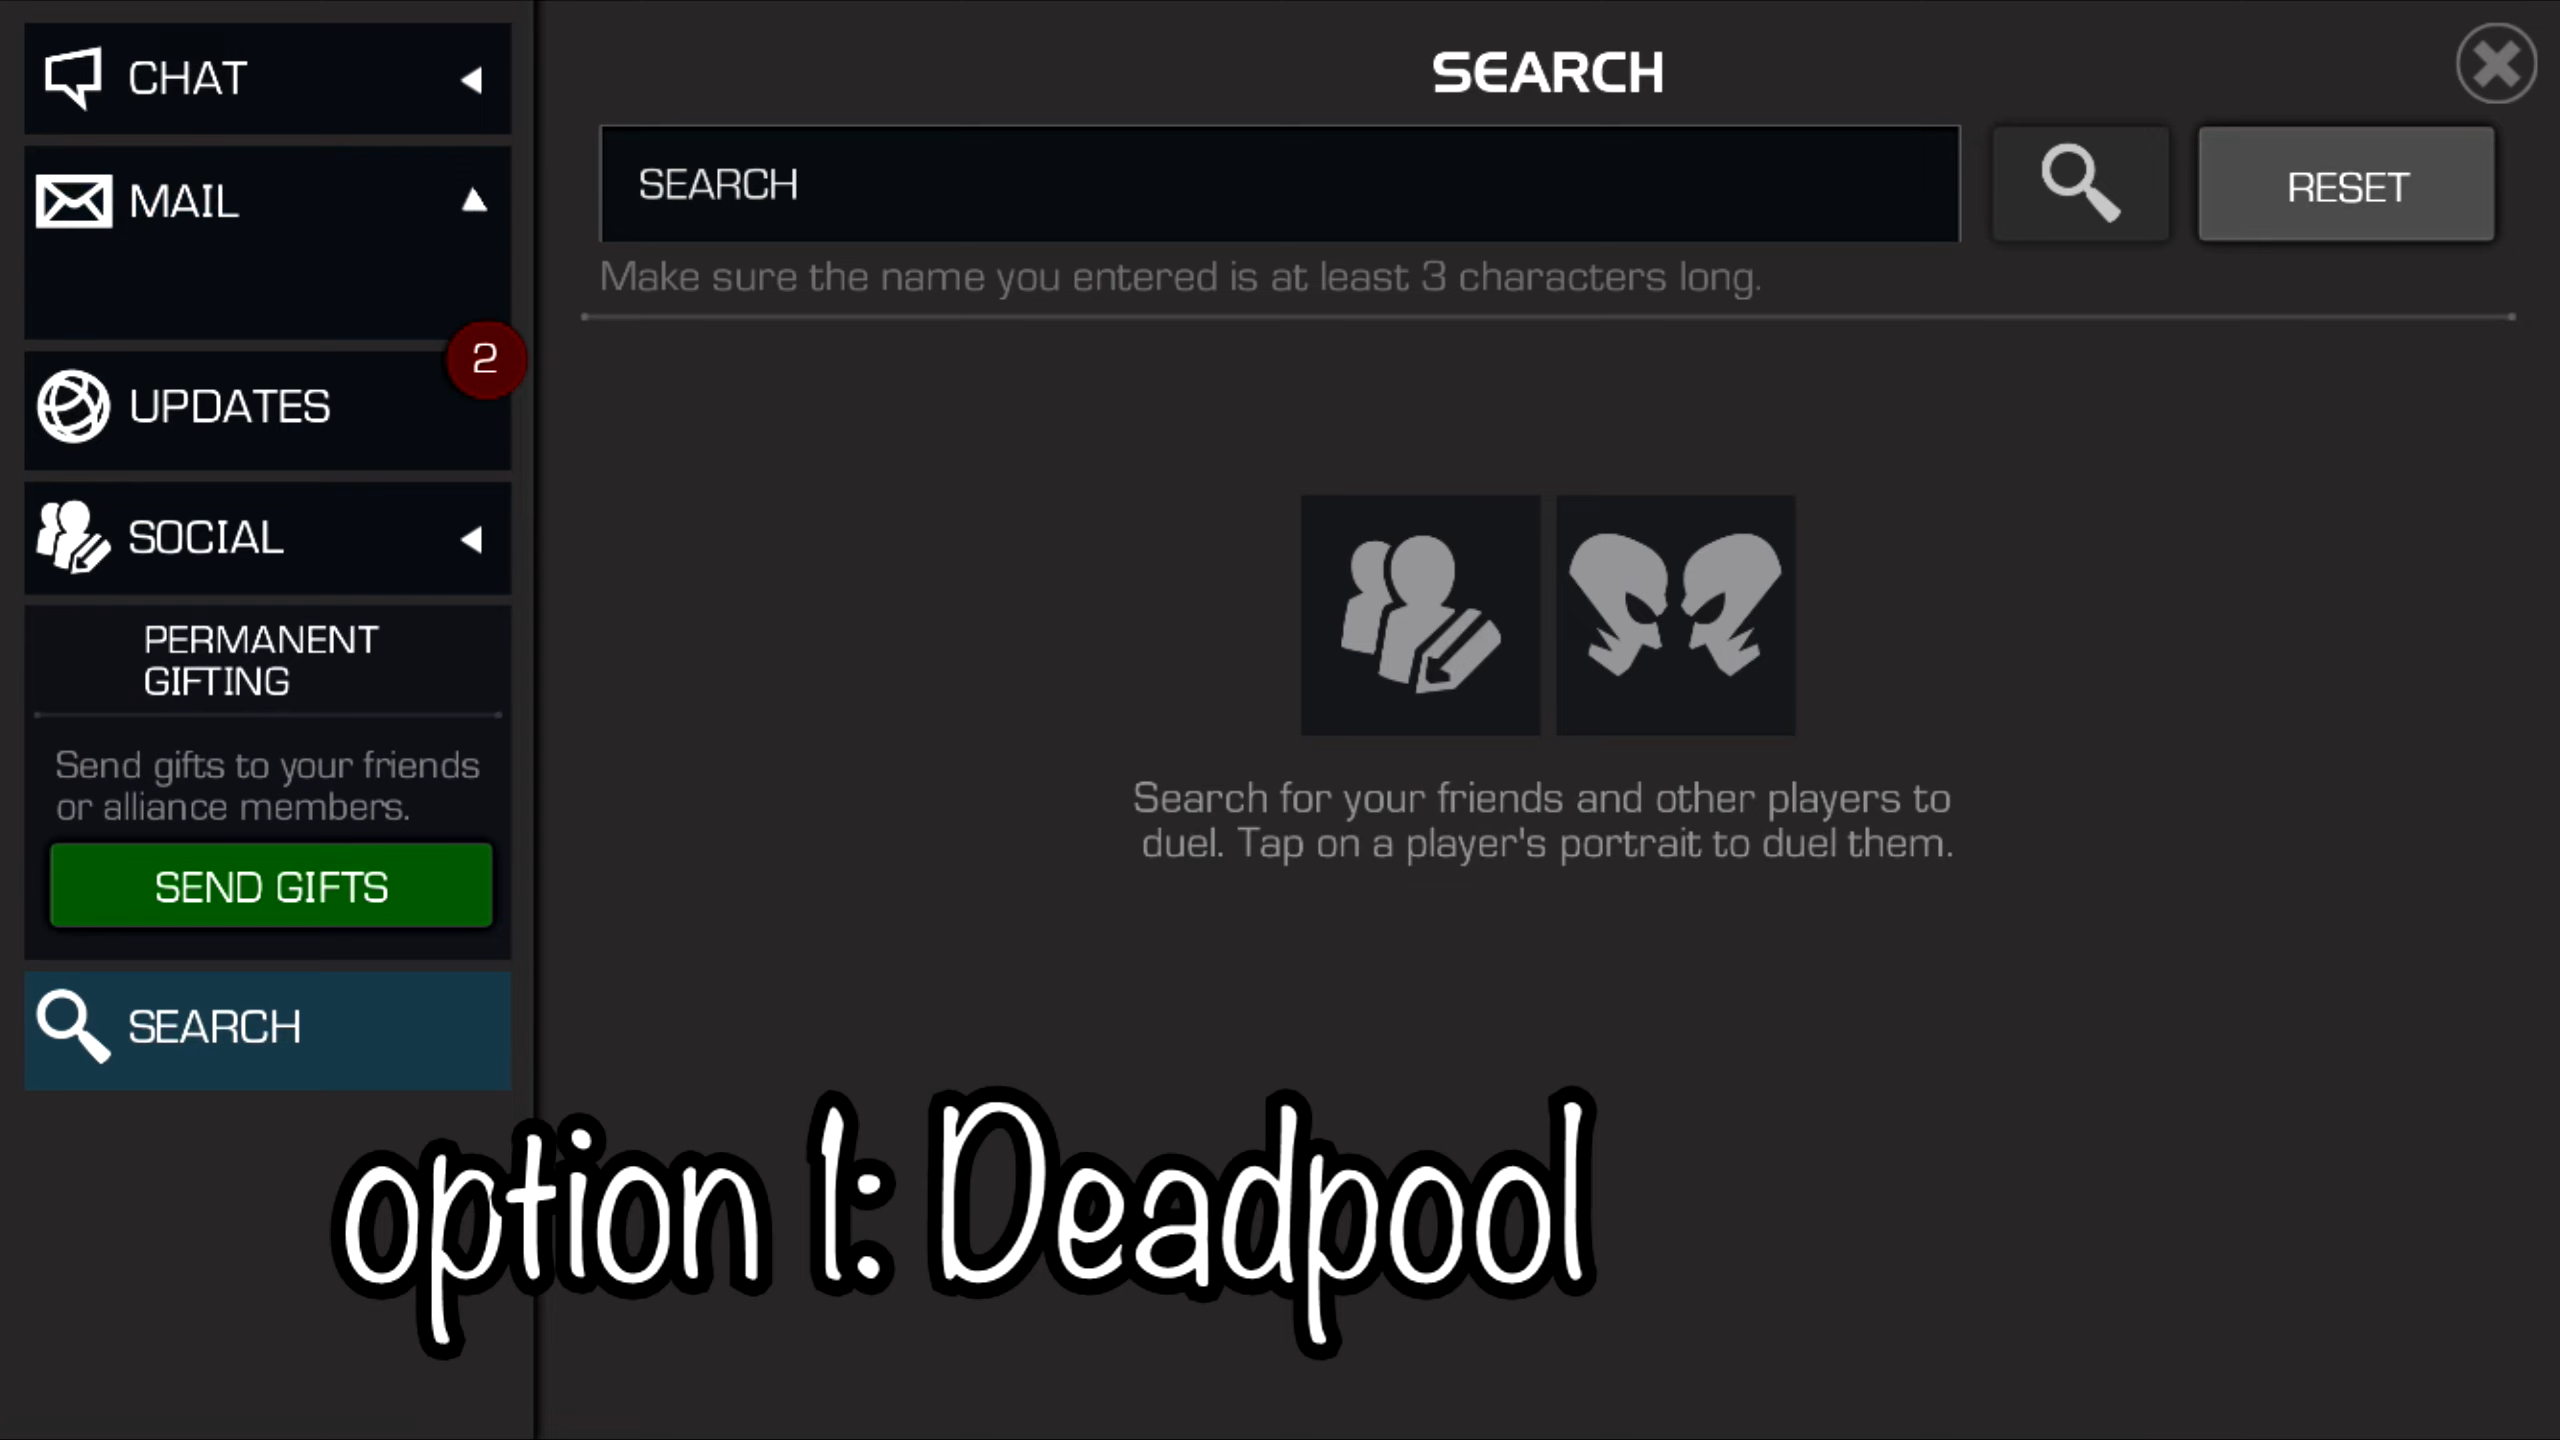 CHAT
MAIL
2
UPDATES
SOCIAL
PERMANENT
GIFTING
Send gifts to your friends
or alliance members.
SEND GIFTS
SEARCH
SEARCH
SEARCH
RESET
Make sure the name you entered is at least 3 characters long.
Search for your friends and other players to
duel. Tap on a player's portrait to duel them.
option 1: Deadpool